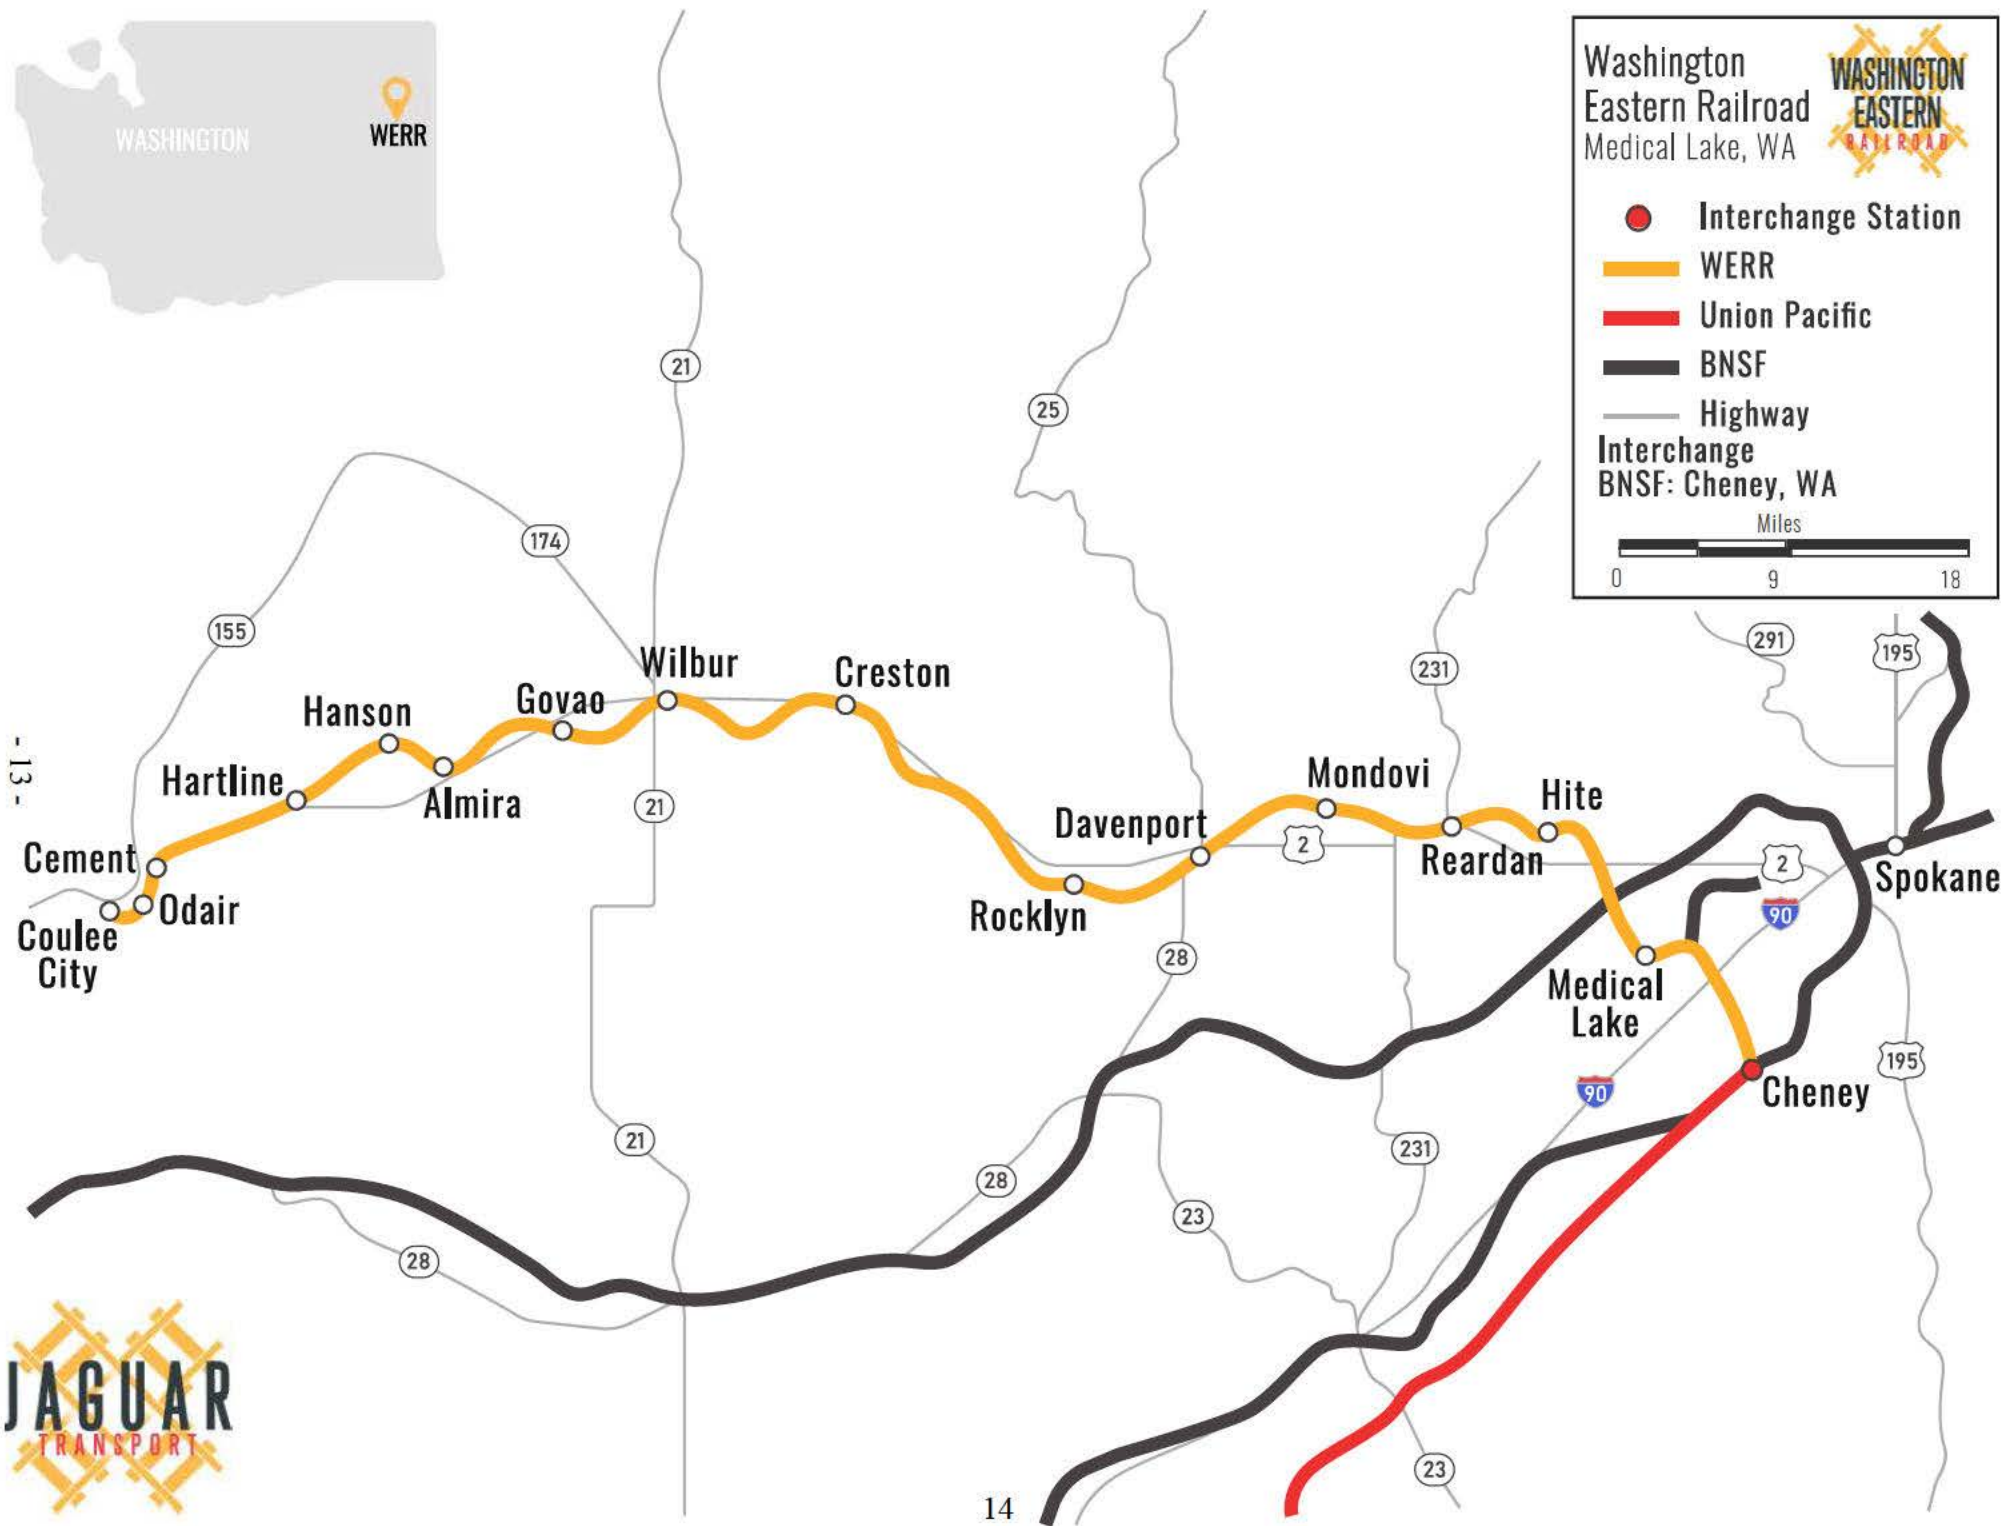 WASHINGTON
WERR
Washington
Eastern Railroad
Medical Lake, WA
WASHINGTON
EASTERN
RAILROAD
Interchange Station
WERR
Union Pacific
BNSF
Highway
Interchange
BNSF: Cheney, WA
Miles
0 9 18
21
25
174
155
231
291
195
Wilbur
Creston
Govao
Hanson
Hartline
Almira
21
Mondovi
Hite
Davenport
2
Reardan
2
Spokane
Cement
Odair
Coulee
City
Rocklyn
90
28
Medical
Lake
195
90
Cheney
21
231
28
23
28
23
- 13 -
JAGUAR
TRANSPORT
14